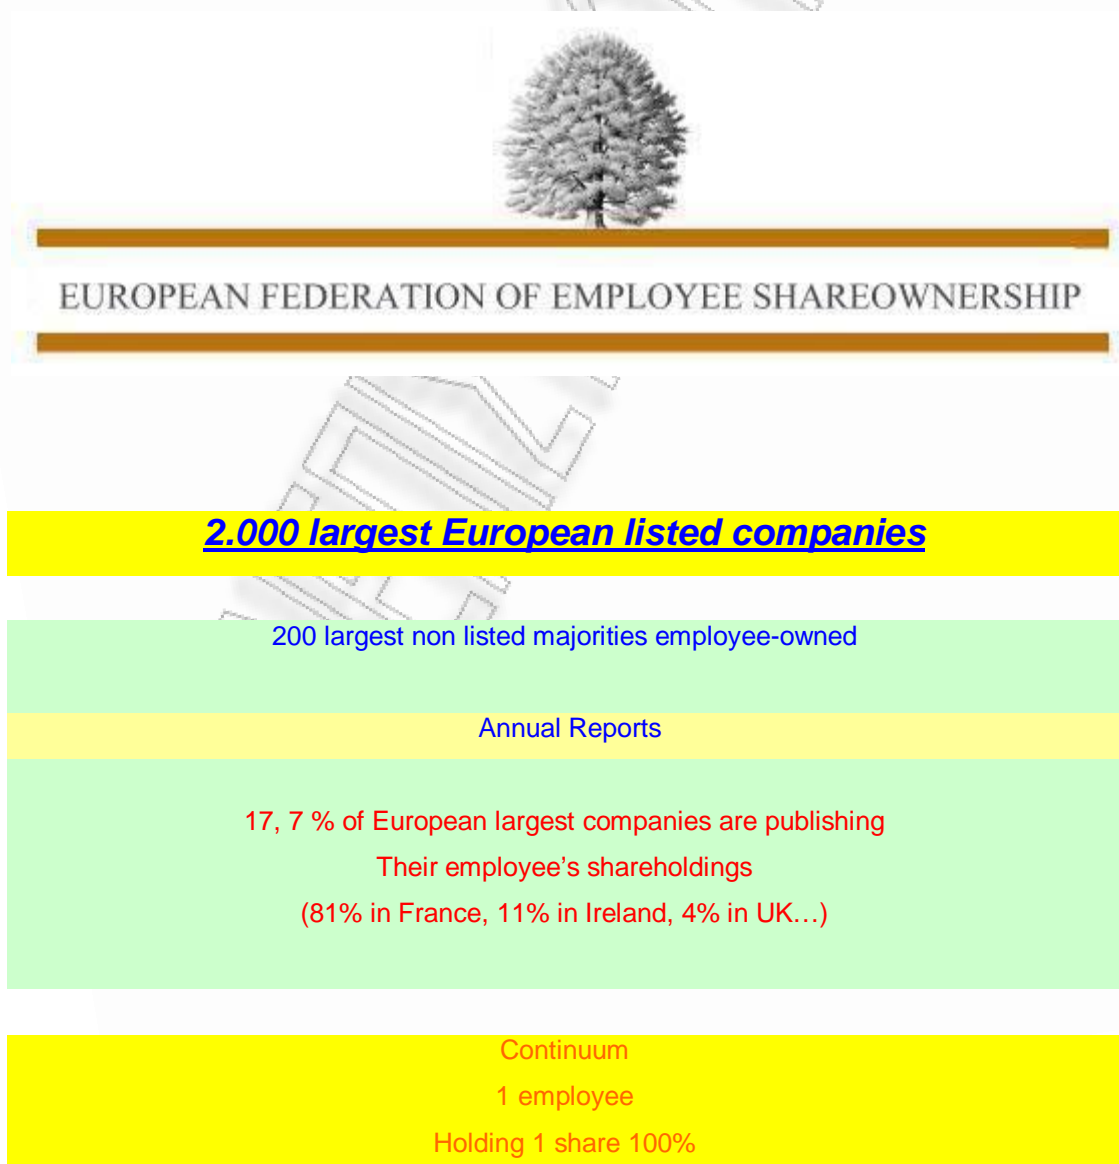 EUROPEAN FEDERATION OF EMPLOYEE SHAREOWNERSHIP
2.000 largest European listed companies
200 largest non listed majorities employee-owned
Annual Reports
17, 7 % of European largest companies are publishing
Their employee’s shareholdings
(81% in France, 11% in Ireland, 4% in UK…)
Continuum
1 employee
Holding 1 share 100%